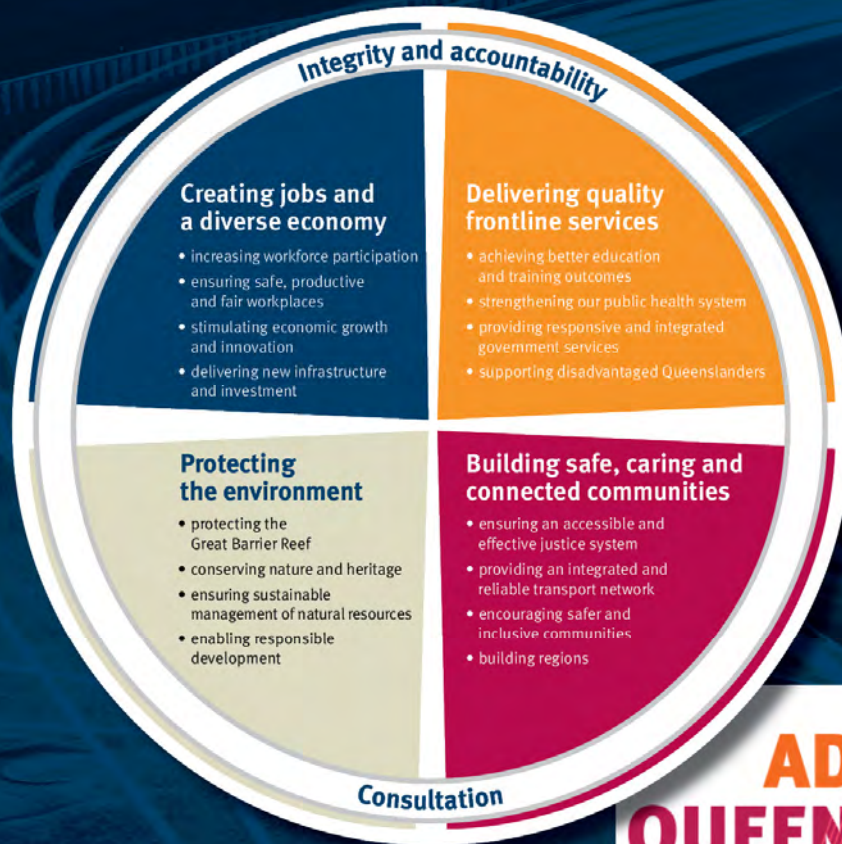 Integrity and accountability
Creating jobs and
a diverse economy
• increasing workforce participation
• ensuring safe, productive
and fair workplaces
• stimulating economic growth
and innovation
• delivering new infrastructure
and investment
Delivering quality
frontline services
• achieving better education
and training outcomes
• strengthening our public health system
• providing responsive and integrated
government services
• supporting disadvantaged Queenslanders
Protecting
the environment
• protecting the
Great Barrier Reef
• conserving nature and heritage
• ensuring sustainable
management of natural resources
• enabling responsible
development
Building safe, caring and
connected communities
• ensuring an accessible and
effective justice system
• providing an integrated and
reliable transport network
• encouraging safer and
inclusive communities
• building regions
Consultation
AD
QUEEN